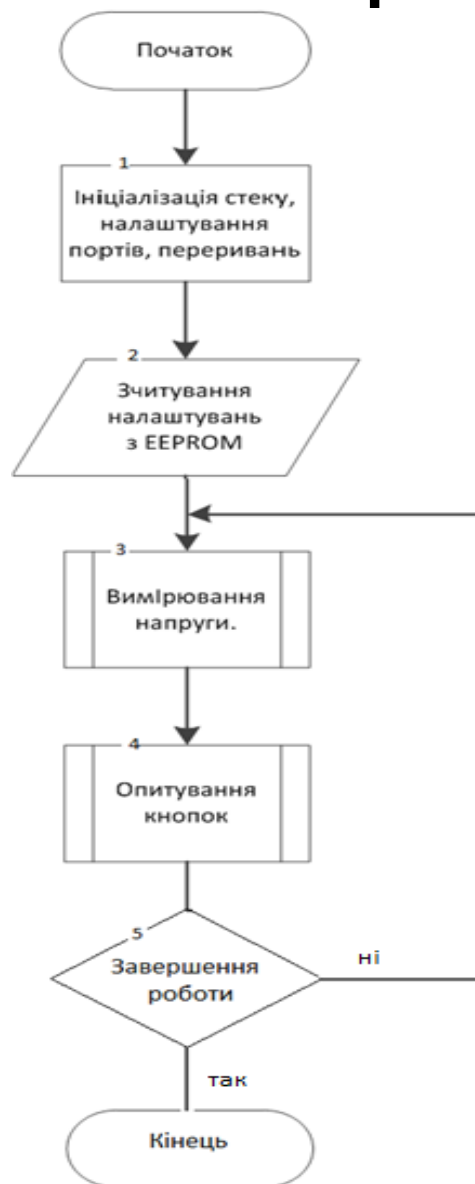 Початок
1
Ініціалізація стеку,
налаштування
портів, переривань
2
Зчитування
налаштувань
з EEPROM
3
Вимірювання
напруги.
4
Опитування
кнопок
5
Завершення
роботи
ні
так
Кінець